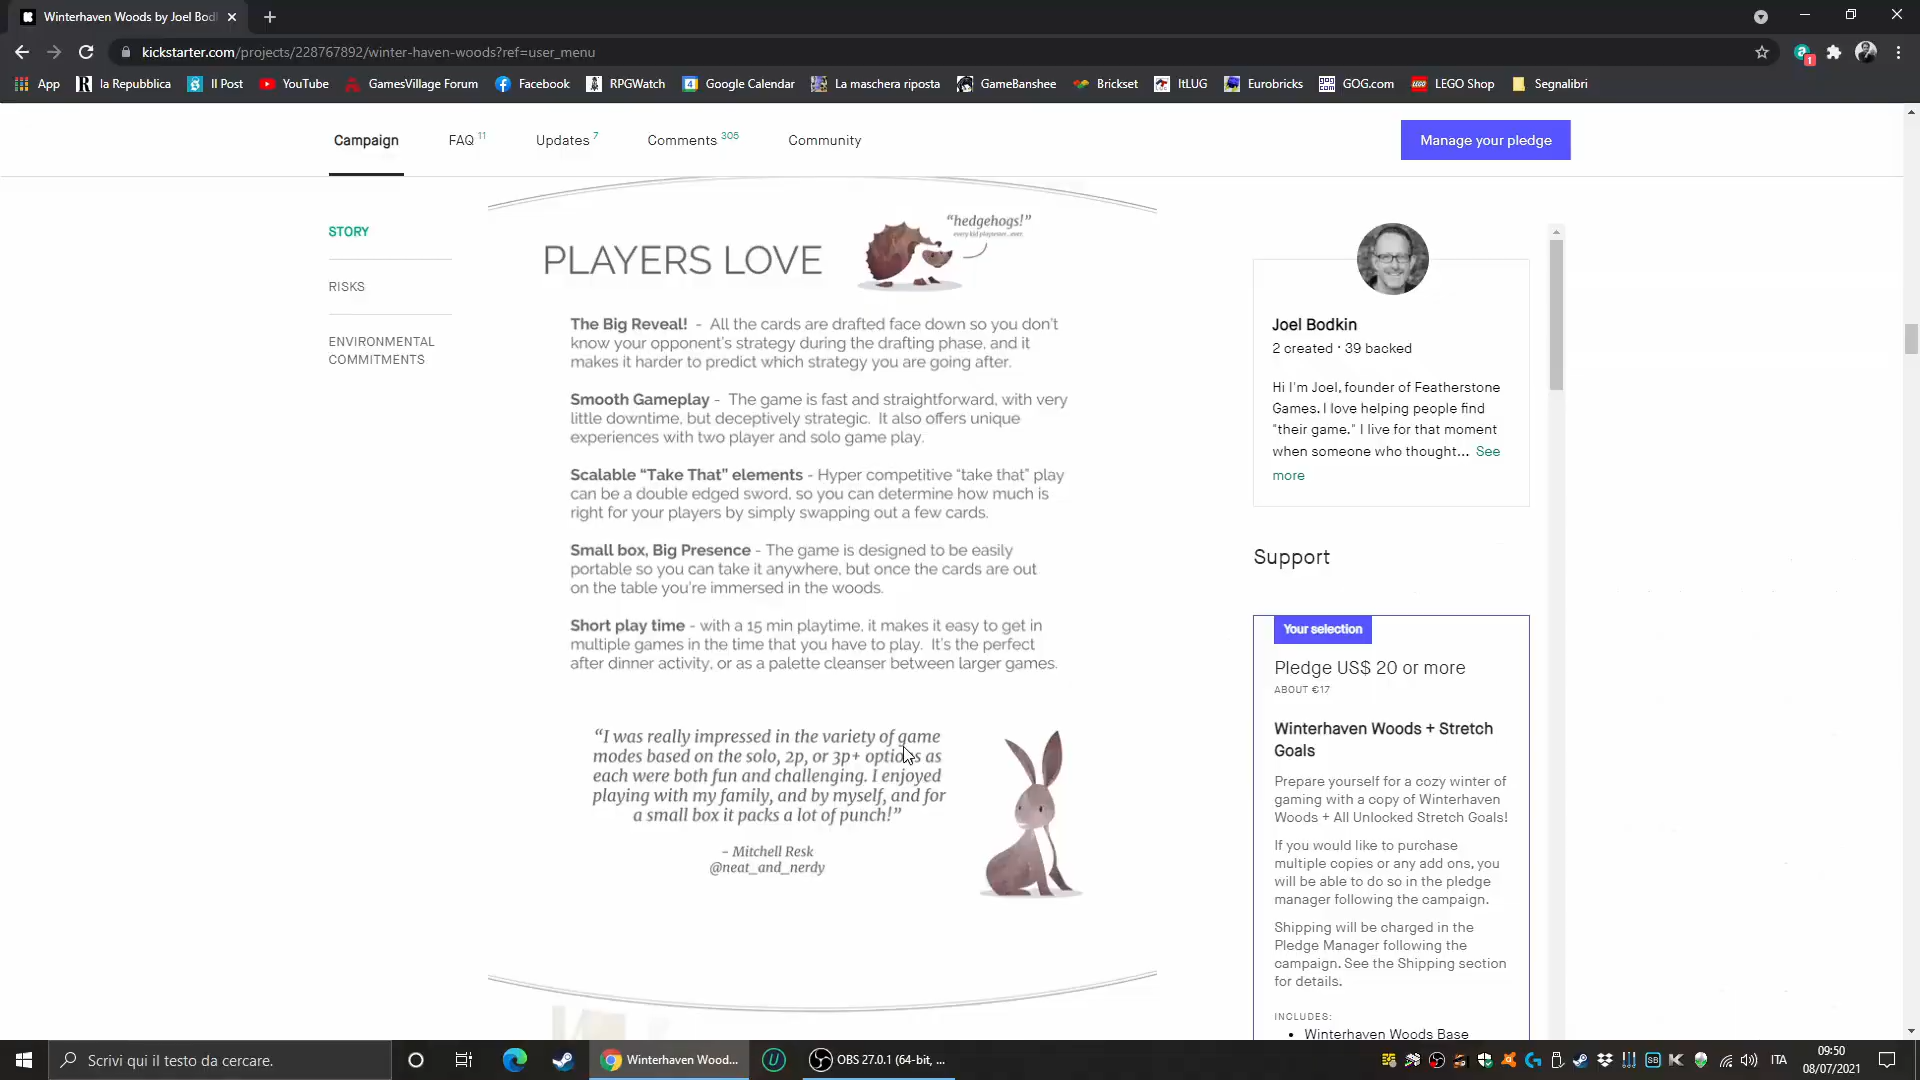 Winterhaven Woods by Joel Bod
kickstarter.com/projects/228767892/winter-haven-woods?ref=user_menu
App
la Repubblica
Il Post
YouTube
GamesVillage Forum
Facebook
RPGWatch
Google Calendar
La maschera riposta
GameBanshee
Brickset
ItLUG
Eurobricks
GOG.com
LEGO Shop
Segnalibri
Campaign
FAQ 11
Updates 7
Comments 305
Community
Manage your pledge
STORY
RISKS
ENVIRONMENTAL
COMMITMENTS
PLAYERS LOVE
"hedgehogs!"
every kid playtester...ever.
The Big Reveal! - All the cards are drafted face down so you don't
know your opponent's strategy during the drafting phase, and it
makes it harder to predict which strategy you are going after.
Smooth Gameplay - The game is fast and straightforward, with very
little downtime, but deceptively strategic. It also offers unique
experiences with two player and solo game play.
Scalable "Take That" elements - Hyper competitive "take that" play
can be a double edged sword, so you can determine how much is
right for your players by simply swapping out a few cards.
Small box, Big Presence - The game is designed to be easily
portable so you can take it anywhere, but once the cards are out
on the table you're immersed in the woods.
Short play time - with a 15 min playtime, it makes it easy to get in
multiple games in the time that you have to play. It's the perfect
after dinner activity, or as a palette cleanser between larger games.
"I was really impressed in the variety of game
modes based on the solo, 2p, or 3p+ options as
each were both fun and challenging. I enjoyed
playing with my family, and by myself, and for
a small box it packs a lot of punch!"
- Mitchell Resk
@neat_and_nerdy
Joel Bodkin
2 created · 39 backed
Hi I'm Joel, founder of Featherstone
Games. I love helping people find
"their game." I live for that moment
when someone who thought... See
more
Support
Your selection
Pledge US$ 20 or more
ABOUT €17
Winterhaven Woods + Stretch
Goals
Prepare yourself for a cozy winter of
gaming with a copy of Winterhaven
Woods + All Unlocked Stretch Goals!
If you would like to purchase
multiple copies or any add ons, you
will be able to do so in the pledge
manager following the campaign.
Shipping will be charged in the
Pledge Manager following the
campaign. See the Shipping section
for details.
INCLUDES:
• Winterhaven Woods Base
Scrivi qui il testo da cercare.
Winterhaven Wood...
OBS 27.0.1 (64-bit, ...
ITA
09:50
08/07/2021